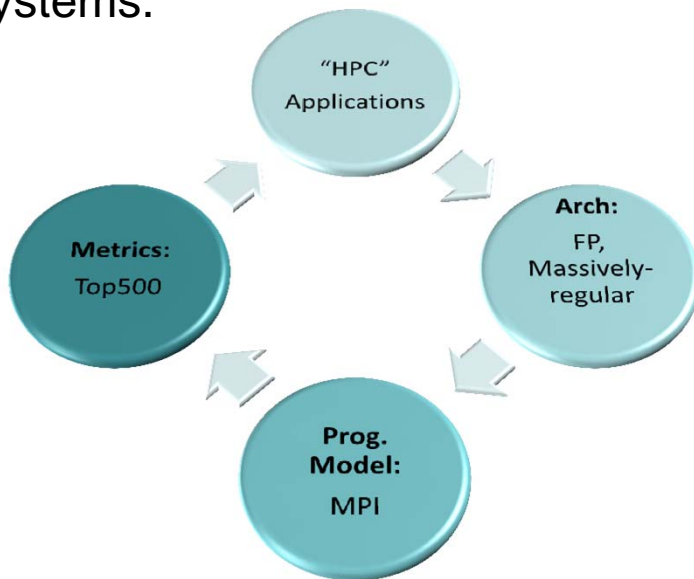 ystems.
“HPC”
Applications
Arch:
FP,
Massively-
regular
Prog.
Model:
MPI
Metrics:
Top500